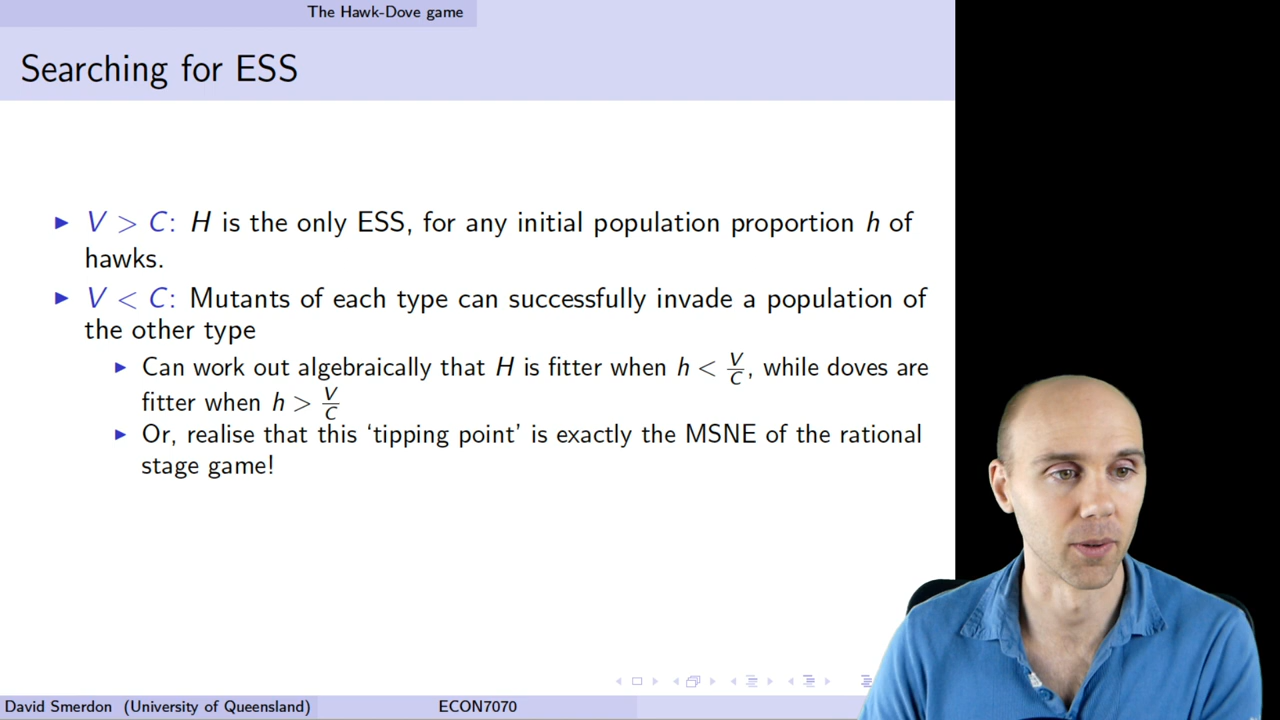 The Hawk-Dove game
Searching for ESS
▶ V > C: H is the only ESS, for any initial population proportion h of
hawks.
▶ V < C: Mutants of each type can successfully invade a population of
the other type
▶ Can work out algebraically that H is fitter when h < V/C, while doves are
fitter when h > V/C
▶ Or, realise that this ‘tipping point’ is exactly the MSNE of the rational
stage game!
David Smerdon (University of Queensland) ECON7070